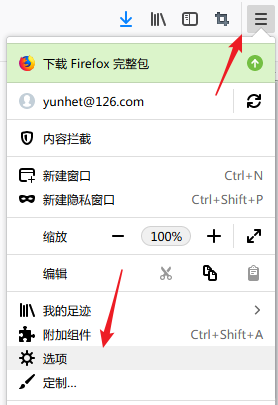 下载 Firefox 完整包
yunhet@126.com
内容拦截
新建窗口 Ctrl+N
新建隐私窗口 Ctrl+Shift+P
缩放 100%
编辑
我的足迹
附加组件 Ctrl+Shift+A
选项
定制...